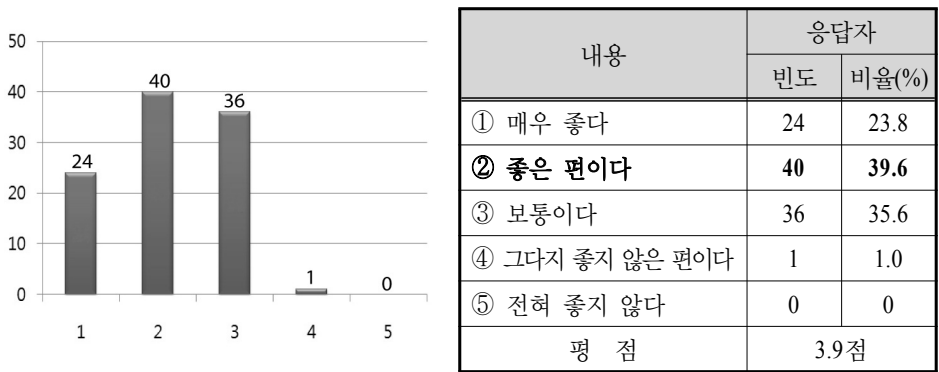 50
40
30
20
10
0
24
40
36
1
0
1 2 3 4 5
내용 응답자
빈도 비율(%)
① 매우 좋다 24 23.8
② 좋은 편이다 40 39.6
③ 보통이다 36 35.6
④ 그다지 좋지 않은 편이다 1 1.0
⑤ 전혀 좋지 않다 0 0
평 점 3.9점